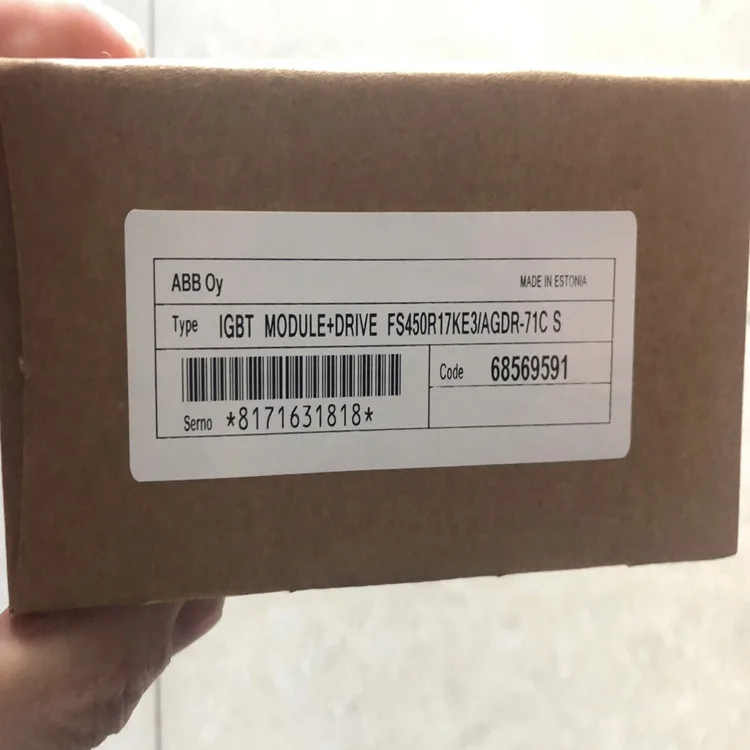 ABB Oy MADE IN ESTONIA
Type IGBT MODULE+DRIVE FS450R17KE3/AGDR-71C S
Code 68569591
Serno *8171631818*